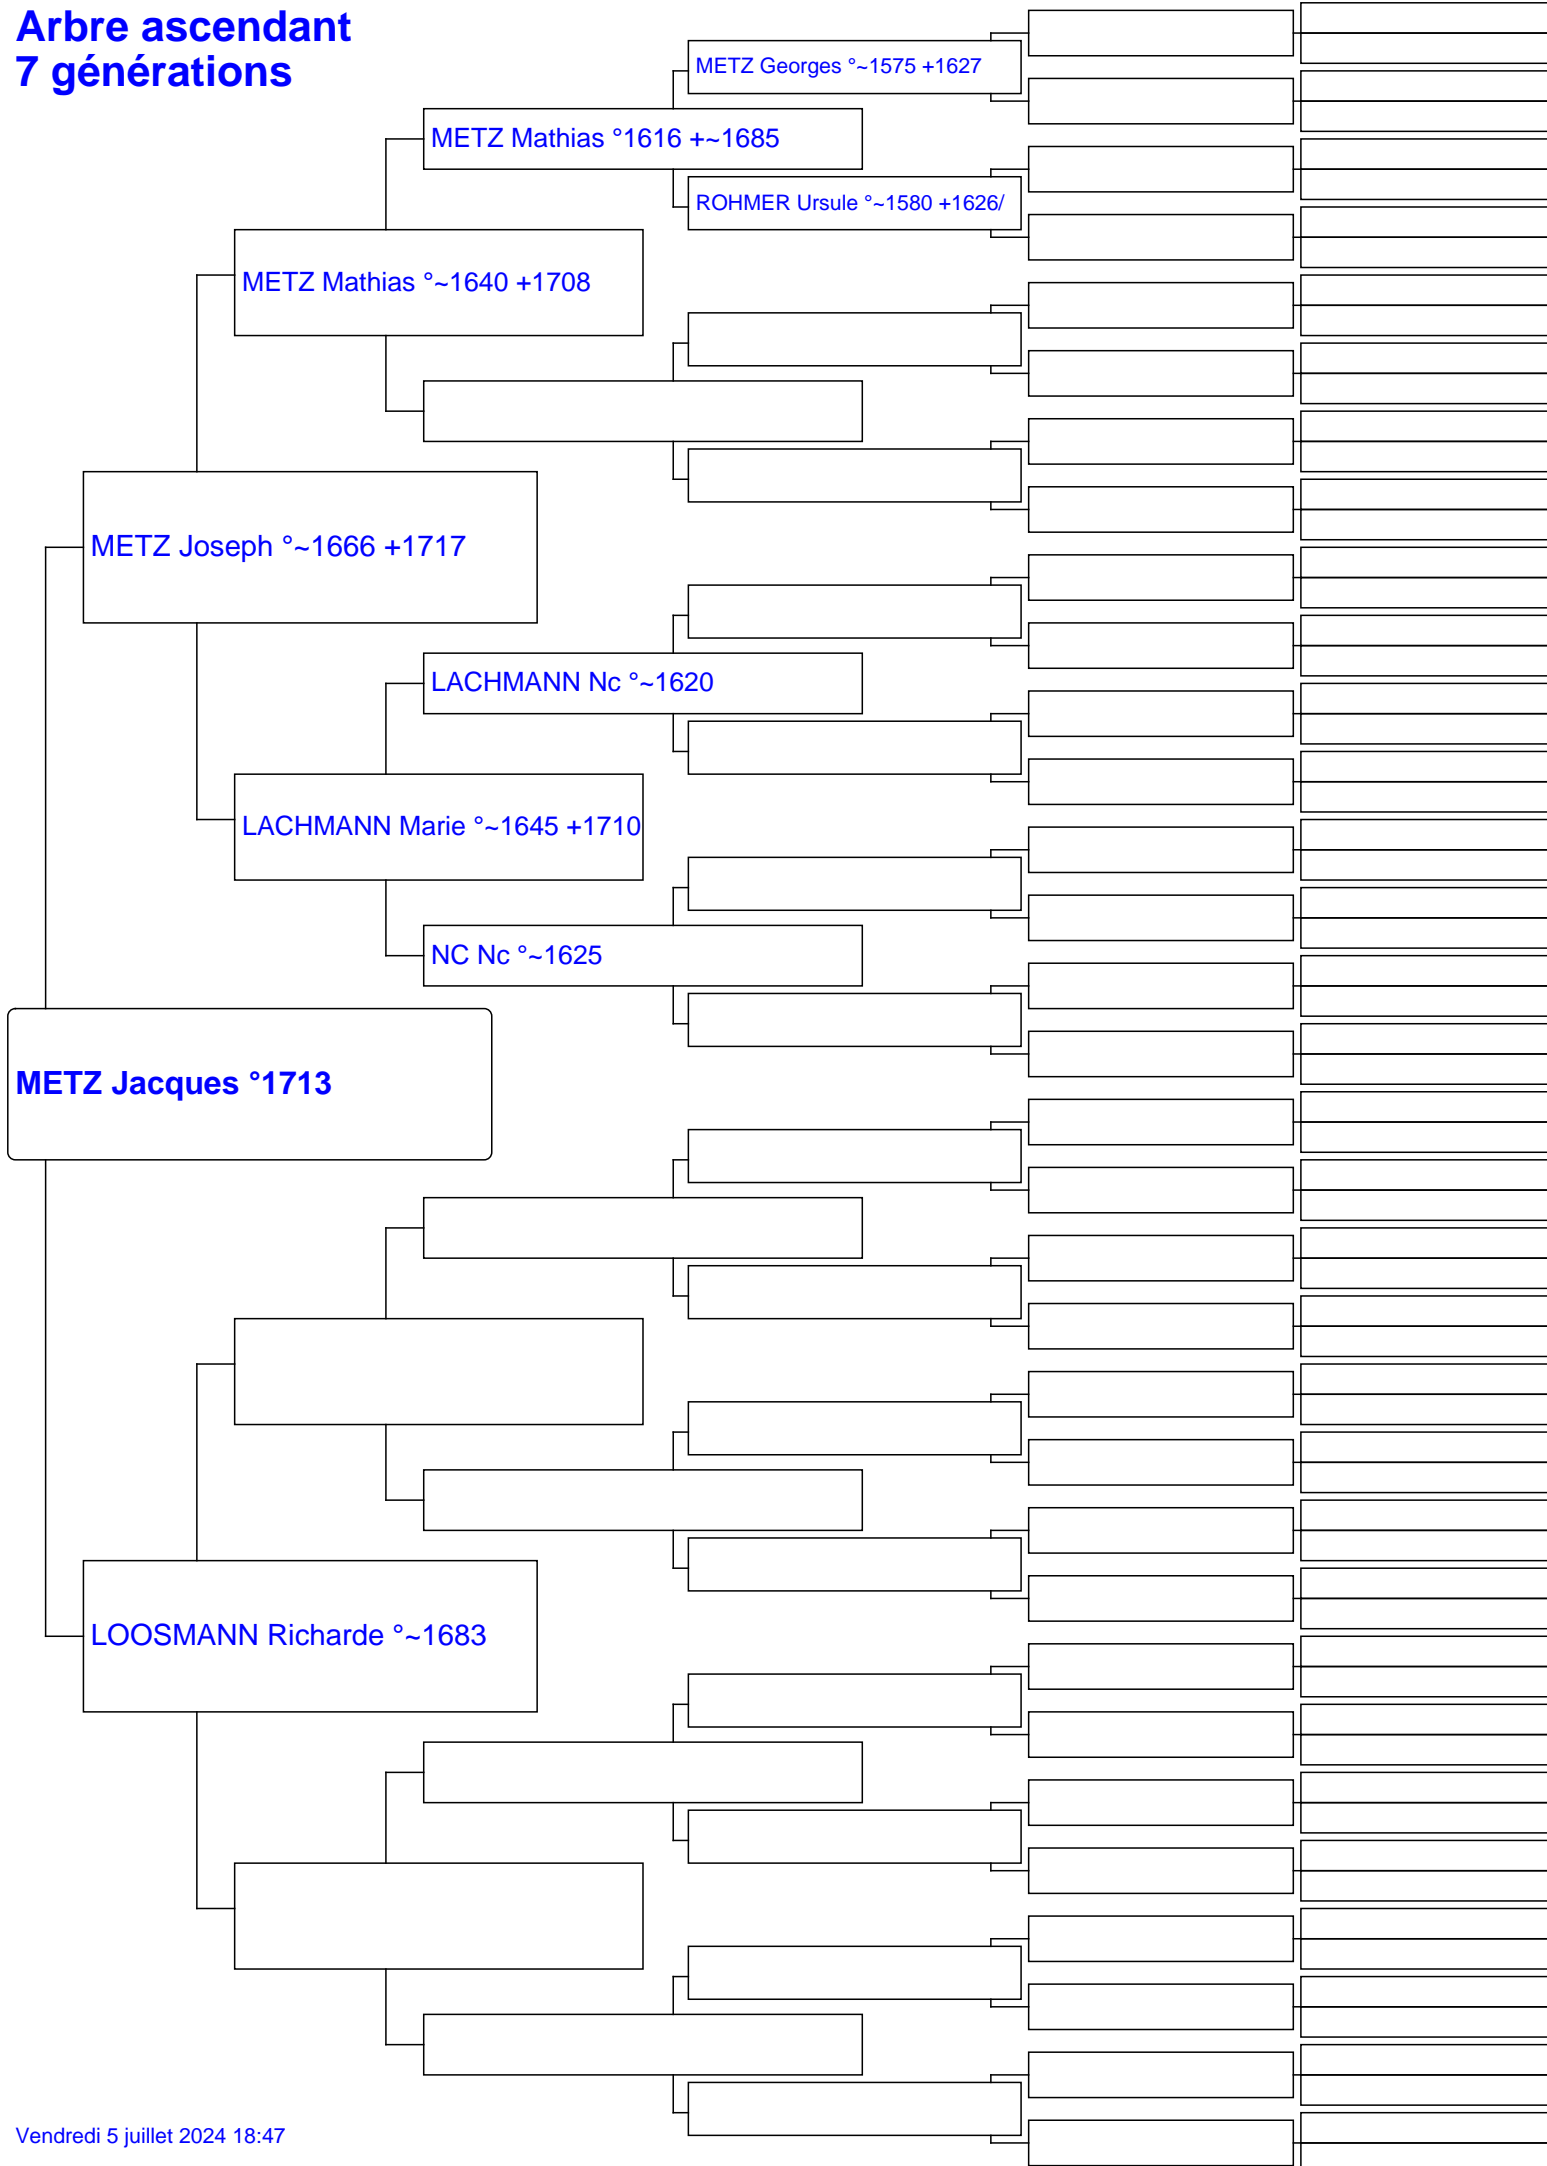 Arbre ascendant
7 générations
METZ Georges °~1575 +1627
METZ Mathias °1616 +~1685
ROHMER Ursule °~1580 +1626/
METZ Mathias °~1640 +1708
METZ Joseph °~1666 +1717
LACHMANN Nc °~1620
LACHMANN Marie °~1645 +1710
NC Nc °~1625
METZ Jacques °1713
LOOSMANN Richarde °~1683
Vendredi 5 juillet 2024 18:47